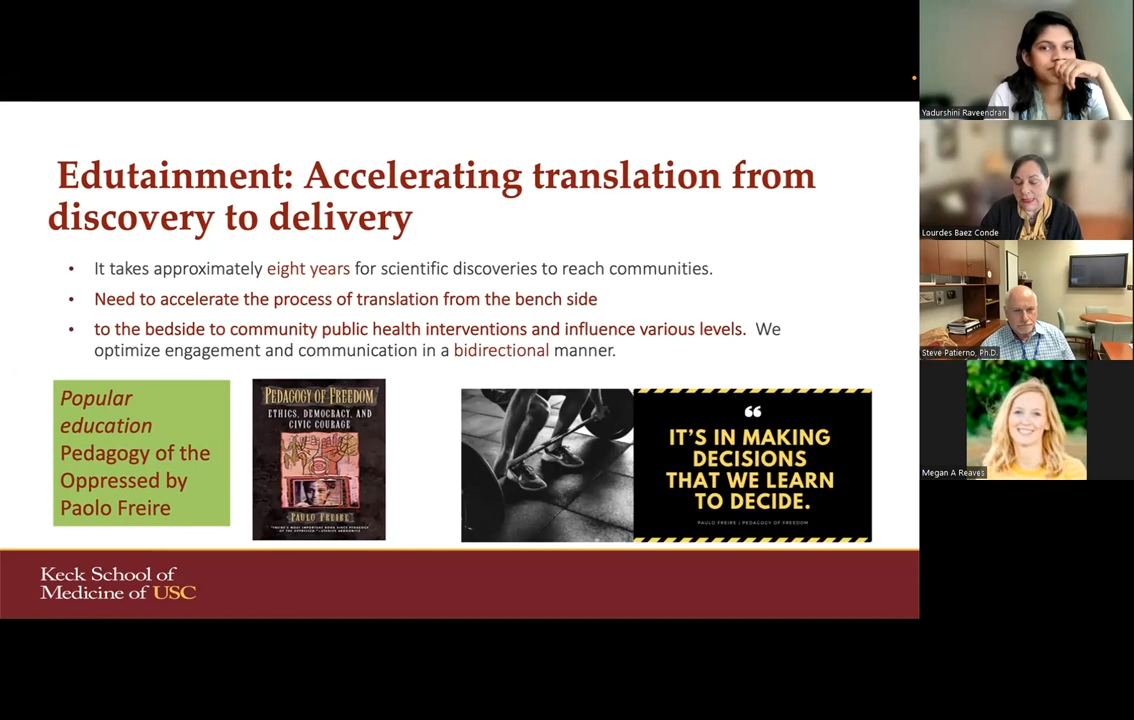 Edutainment: Accelerating translation from
discovery to delivery
• It takes approximately eight years for scientific discoveries to reach communities.
• Need to accelerate the process of translation from the bench side
• to the bedside to community public health interventions and influence various levels. We
optimize engagement and communication in a bidirectional manner.
Popular
education
Pedagogy of the
Oppressed by
Paolo Freire
PEDAGOGY OF FREEDOM
ETHICS, DEMOCRACY, AND
CIVIC COURAGE
PAULO FREIRE
“
IT'S IN MAKING
DECISIONS
THAT WE LEARN
TO DECIDE.
PAULO FREIRE | PEDAGOGY OF FREEDOM
Keck School of
Medicine of USC
Yadurshini Raveendran
Lourdes Baez Conde
Steve Patierno, Ph.D.
Megan A Reaves